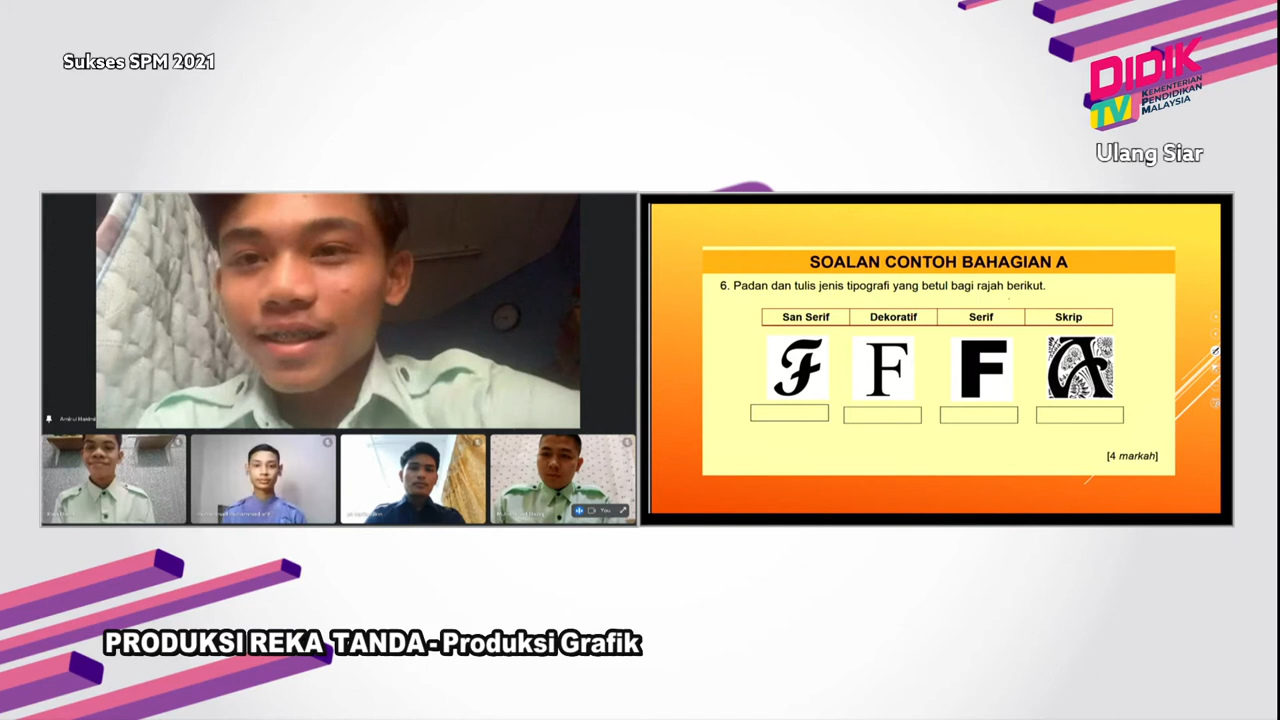 Sukses SPM 2021
DIDIK
TV
KEMENTERIAN
PENDIDIKAN
MALAYSIA
Ulang Siar
SOALAN CONTOH BAHAGIAN A
6. Padan dan tulis jenis tipografi yang betul bagi rajah berikut.
San Serif Dekoratif Serif Skrip
F F F A
[4 markah]
You
PRODUKSI REKA TANDA - Produksi Grafik